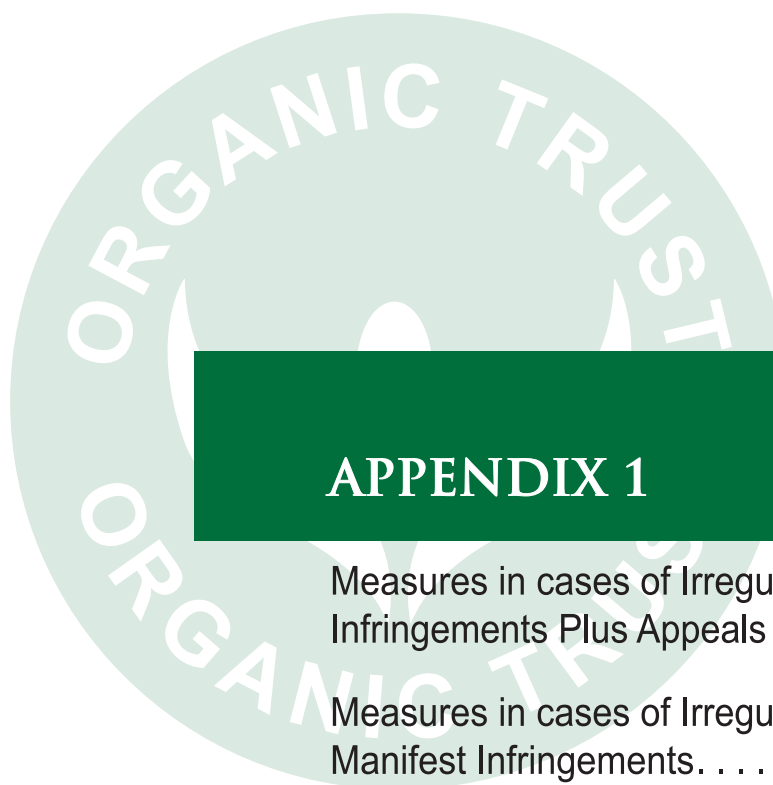 ORGANIC TRUST
APPENDIX 1
Measures in cases of Irregu
Infringements Plus Appeals
Measures in cases of Irregu
Manifest Infringements. . . .
ORGANIC TRUS